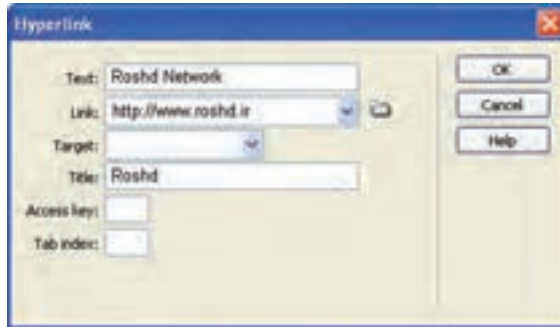 Hyperlink
Text: Roshd Network
OK
Link: http://www.roshd.ir
Cancel
Target:
Help
Title: Roshd
Access key:
Tab index: